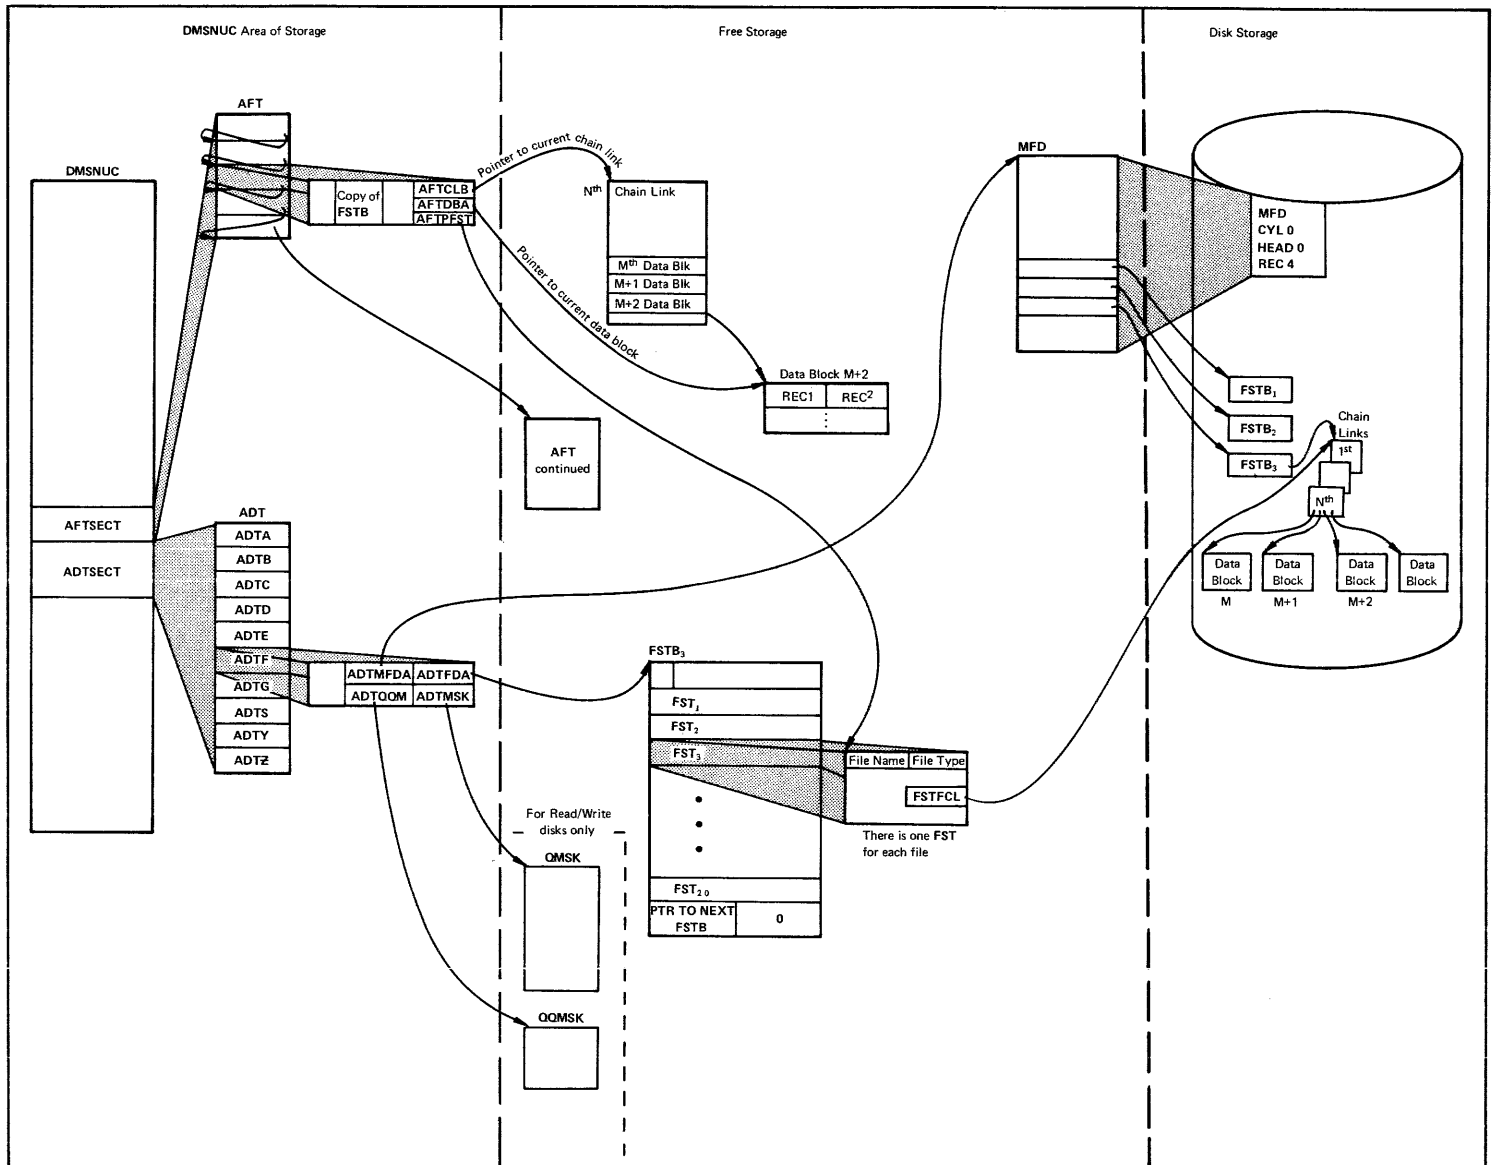 DMSNUC Area of Storage
Free Storage
Disk Storage
AFT
DMSNUC
AFTSECT
ADTSECT
Copy of
FSTB
AFTCLB
AFTDBA
AFTPFST
Pointer to current chain link
Pointer to current data block
Nth Chain Link
Mth Data Blk
M+1 Data Blk
M+2 Data Blk
Data Block M+2
REC1
REC2
AFT
continued
MFD
MFD
CYL 0
HEAD 0
REC 4
FSTB1
FSTB2
FSTB3
Chain
Links
1st
Nth
Data
Block
M
Data
Block
M+1
Data
Block
M+2
Data
Block
ADT
ADTA
ADTB
ADTC
ADTD
ADTE
ADTF
ADTG
ADTS
ADTY
ADTZ
ADTMFDA
ADTFDA
ADTQQM
ADTMSK
FSTB3
FST1
FST2
FST3
FST20
PTR TO NEXT
FSTB
0
File Name
File Type
FSTFCL
There is one FST
for each file
For Read/Write
disks only
QMSK
QQMSK